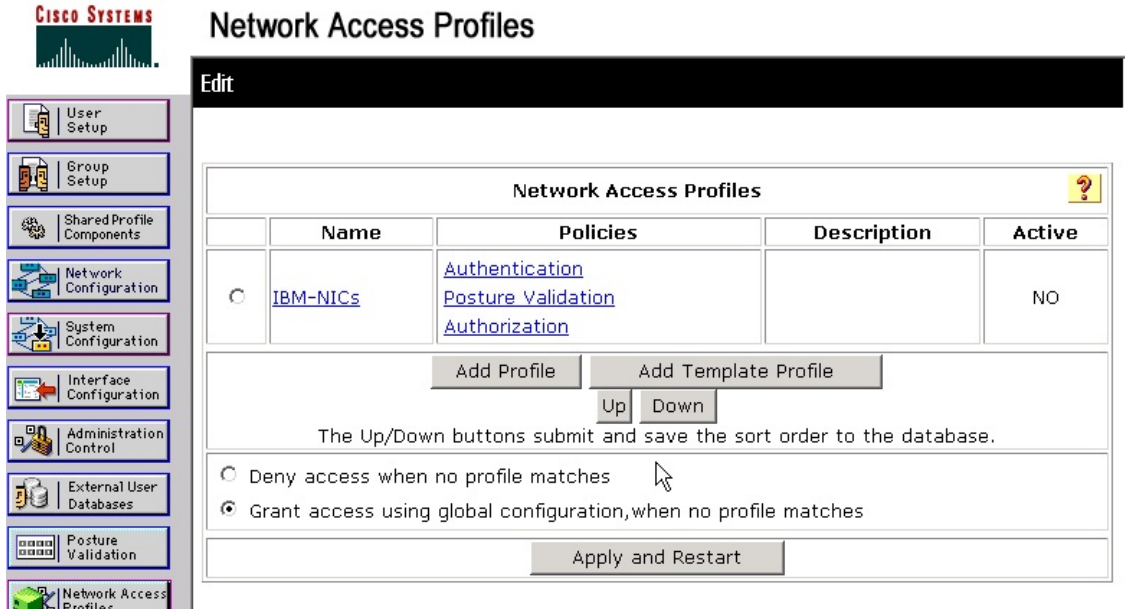 CISCO SYSTEMS
Network Access Profiles
Edit
User
Setup
Group
Setup
Shared Profile
Components
Network
Configuration
System
Configuration
Interface
Configuration
Administration
Control
External User
Databases
Posture
Validation
Network Access
Profiles
Network Access Profiles
?
Name Policies Description Active
IBM-NICs
Authentication
Posture Validation
Authorization
NO
Add Profile Add Template Profile
Up Down
The Up/Down buttons submit and save the sort order to the database.
Deny access when no profile matches
Grant access using global configuration,when no profile matches
Apply and Restart